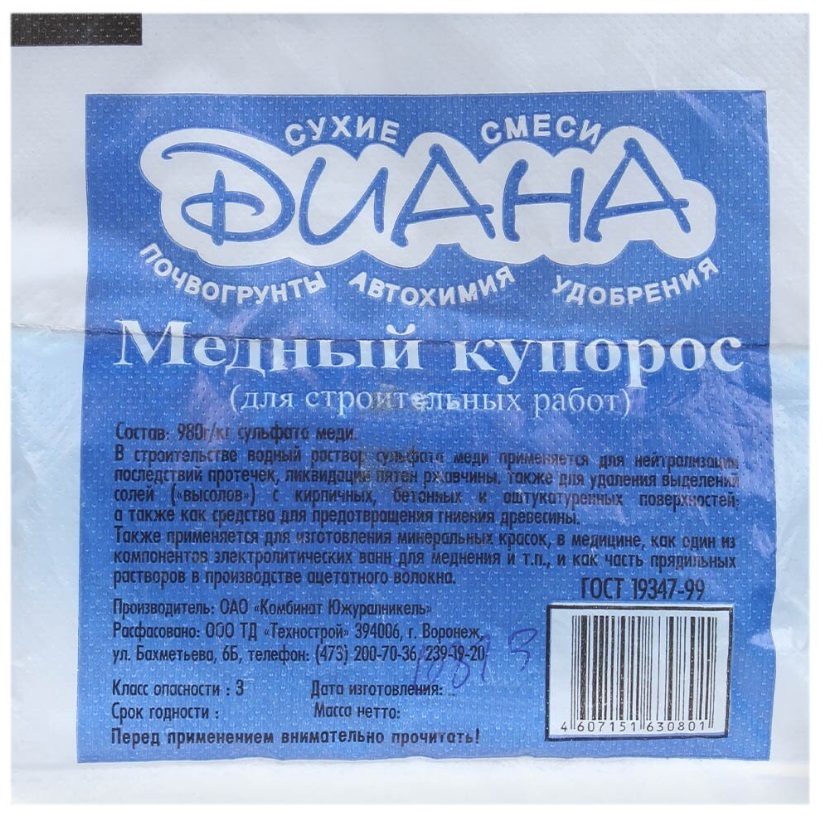 СУХИЕ СМЕСИ
ДИАНА
ПОЧВОГРУНТЫ АВТОХИМИЯ УДОБРЕНИЯ
Медный купорос
(для строительных работ)
Состав: 980г/кг сульфата меди.
В строительстве водный раствор сульфата меди применяется для нейтрализации
последствий протечек, ликвидации пятен ржавчины, также для удаления выделений
солей («высолов») с кирпичных, бетонных и оштукатуренных поверхностей;
а также как средства для предотвращения гниения древесины.
Также применяется для изготовления минеральных красок, в медицине, как один из
компонентов электролитических ванн для меднения и т.п., и как часть прядильных
растворов в производстве ацетатного волокна.
ГОСТ 19347-99
Производитель: ОАО «Комбинат Южуралникель»
Расфасовано: ООО ТД «Технострой» 394006, г. Воронеж,
ул. Бахметьева, 6Б, телефон: (473) 200-70-36, 239-19-20
Класс опасности : 3 Дата изготовления:
Срок годности : Масса нетто:
Перед применением внимательно прочитать!
4 607151 630801